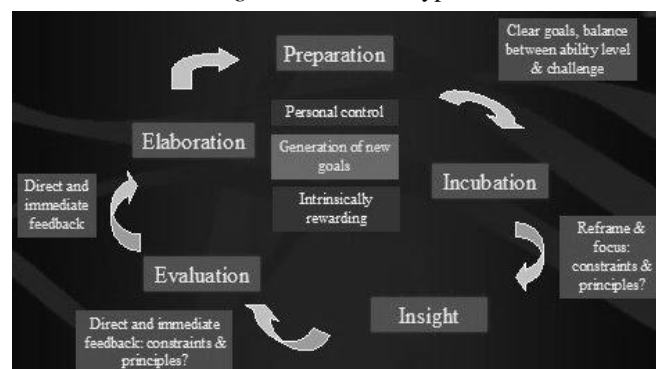 Preparation
Clear goals, balance
between ability level
& challenge
Personal control
Elaboration
Generation of new
goals
Incubation
Direct and
immediate
feedback
Intrinsically
rewarding
Reframe &
focus:
constraints &
principles?
Evaluation
Insight
Direct and immediate
feedback: constraints &
principles?